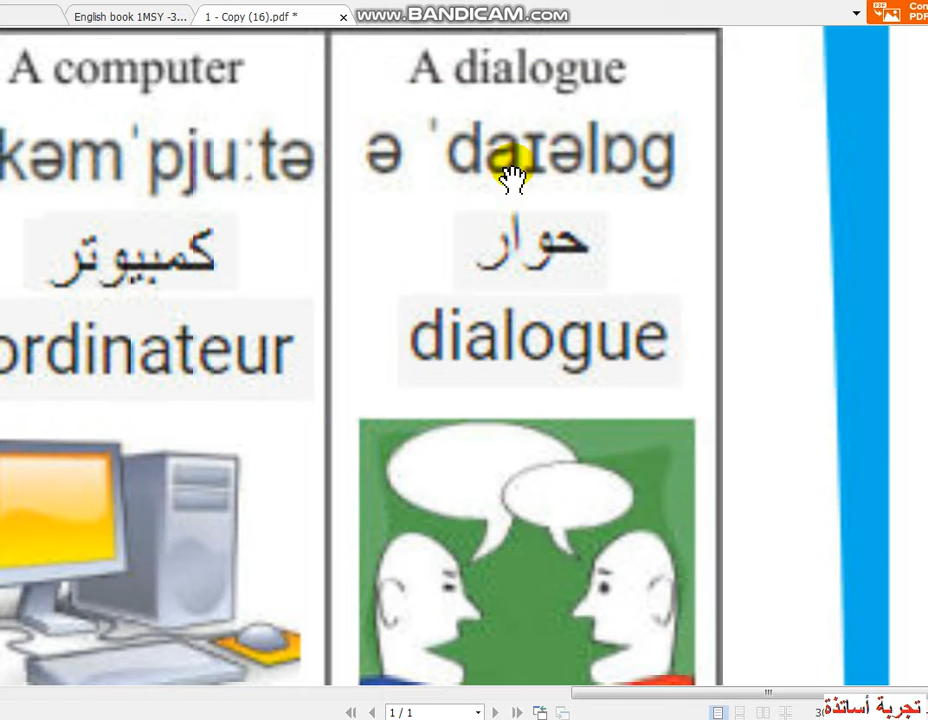 English book 1MSY -3...
1 - Copy (16).pdf *
www.BANDICAM.com
A computer
kəmˈpjuːtə
كمبيوتر
ordinateur
A dialogue
ə ˈdaɪəlɒg
حوار
dialogue
1 / 1
تجربة أساتذة